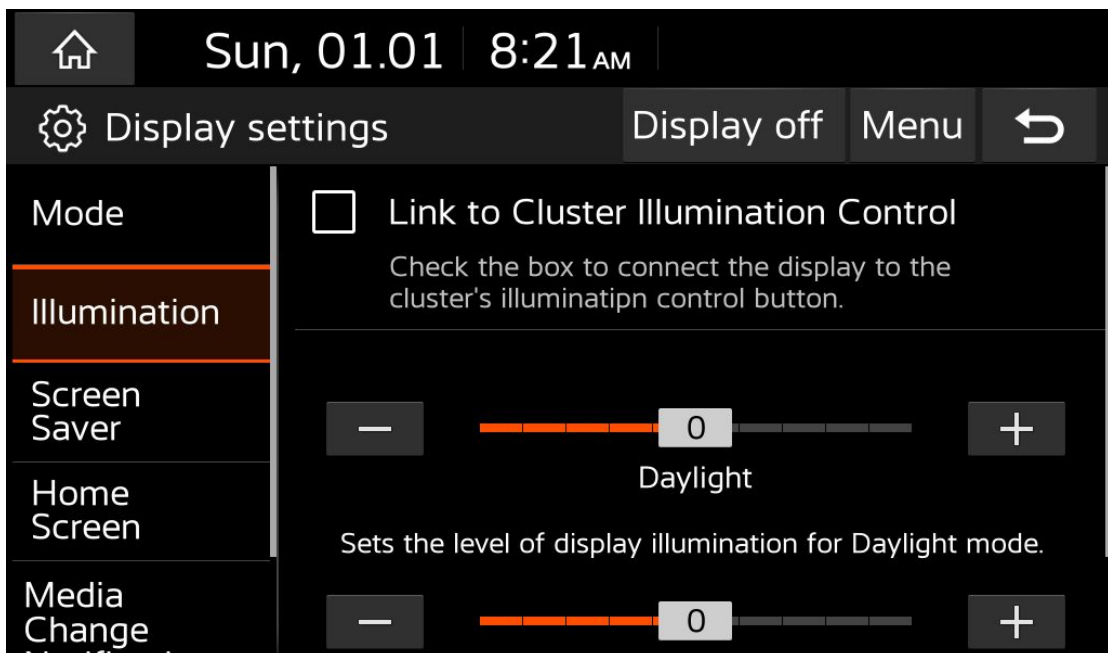 Sun, 01.01 8:21 AM
Display settings Display off Menu
Mode
Illumination
Screen
Saver
Home
Screen
Media
Change
Link to Cluster Illumination Control
Check the box to connect the display to the
cluster's illuminatipn control button.
0
Daylight
Sets the level of display illumination for Daylight mode.
0